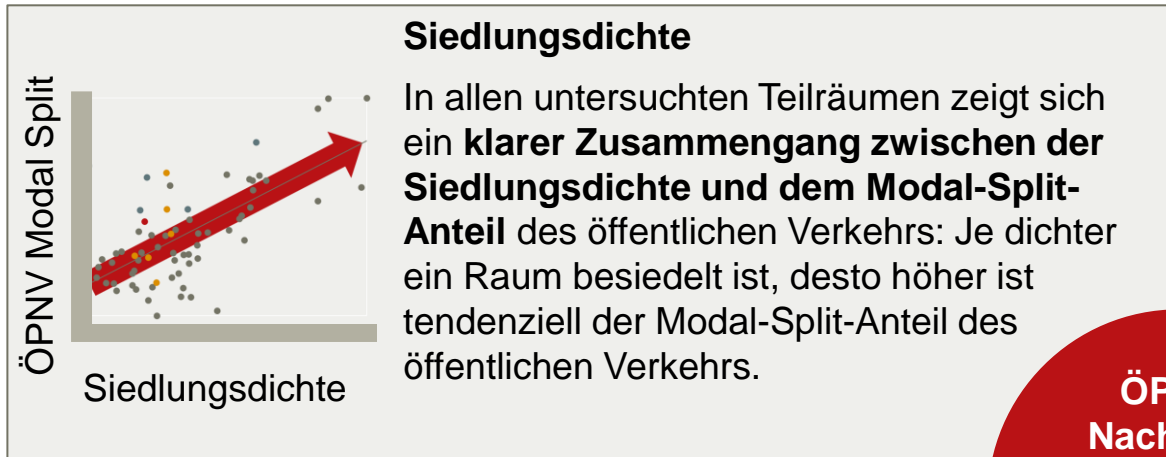 Siedlungsdichte
In allen untersuchten Teilräumen zeigt sich
ein klarer Zusammengang zwischen der
Siedlungsdichte und dem Modal-Split-
Anteil des öffentlichen Verkehrs: Je dichter
ein Raum besiedelt ist, desto höher ist
tendenziell der Modal-Split-Anteil des
öffentlichen Verkehrs.
ÖPNV Modal Split
Siedlungsdichte
ÖP
Nach